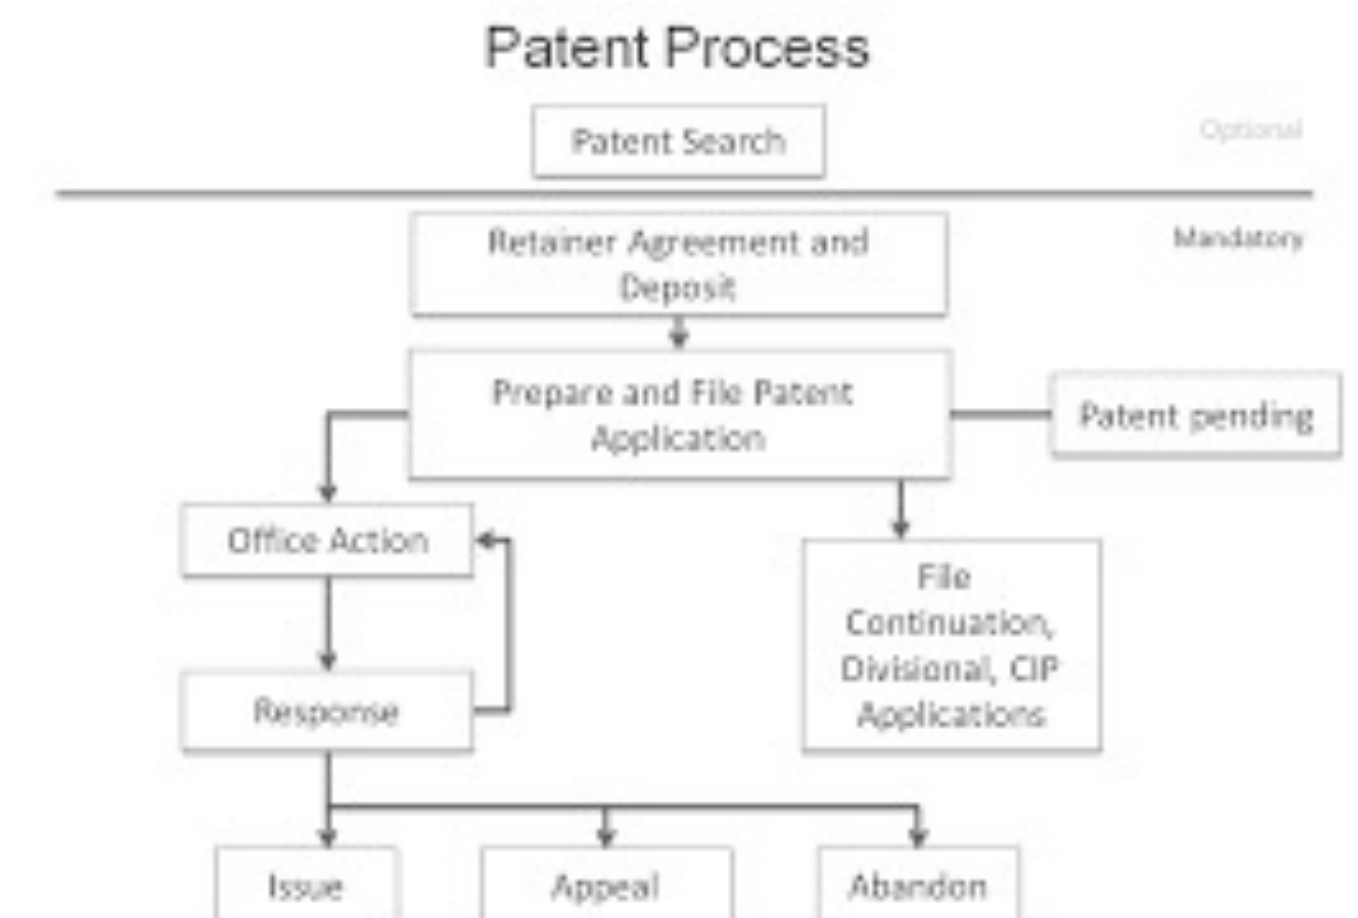 Patent Process
Patent Search
Optional
Retainer Agreement and
Deposit
Mandatory
Prepare and File Patent
Application
Patent pending
Office Action
File
Continuation,
Divisional, CIP
Applications
Response
Issue
Appeal
Abandon